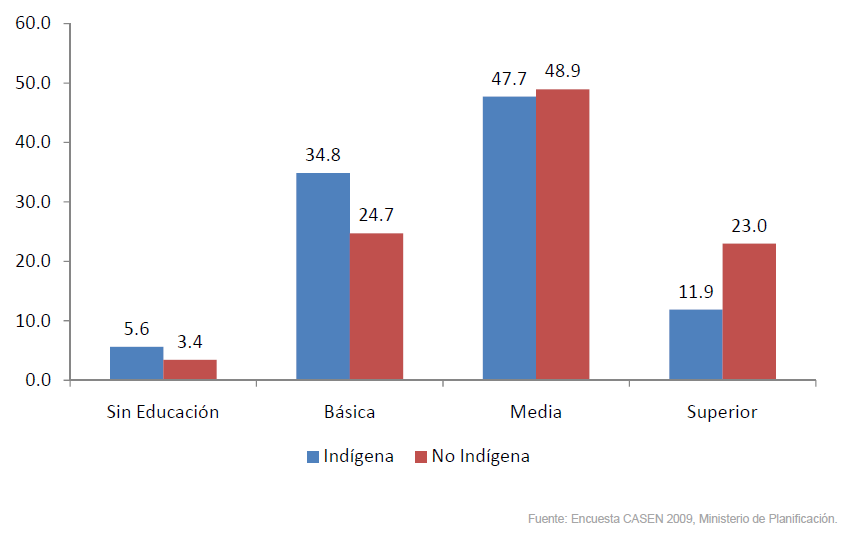 60.0
50.0
40.0
30.0
20.0
10.0
0.0
5.6
3.4
34.8
24.7
47.7
48.9
11.9
23.0
Sin Educación
Básica
Media
Superior
Indígena
No Indígena
Fuente: Encuesta CASEN 2009, Ministerio de Planificación.